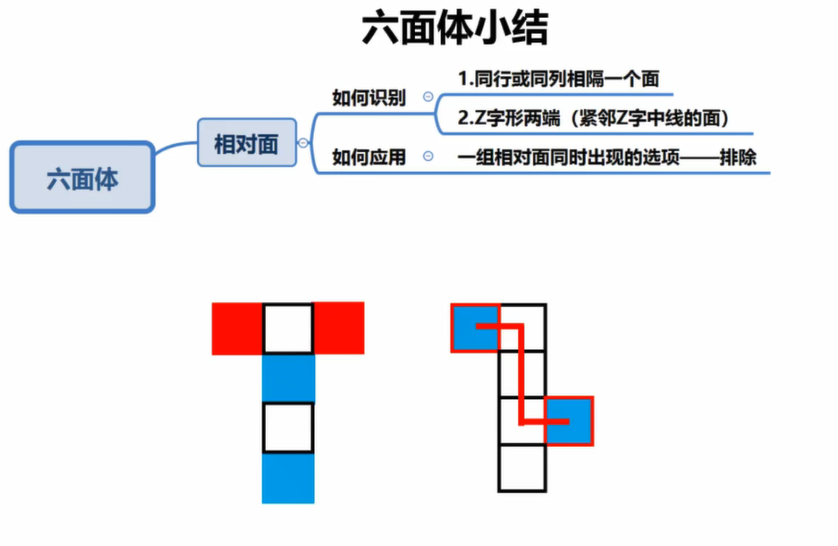 六面体小结
六面体
相对面
如何识别
1.同行或同列相隔一个面
2.Z字形两端（紧邻Z字中线的面）
如何应用
一组相对面同时出现的选项——排除